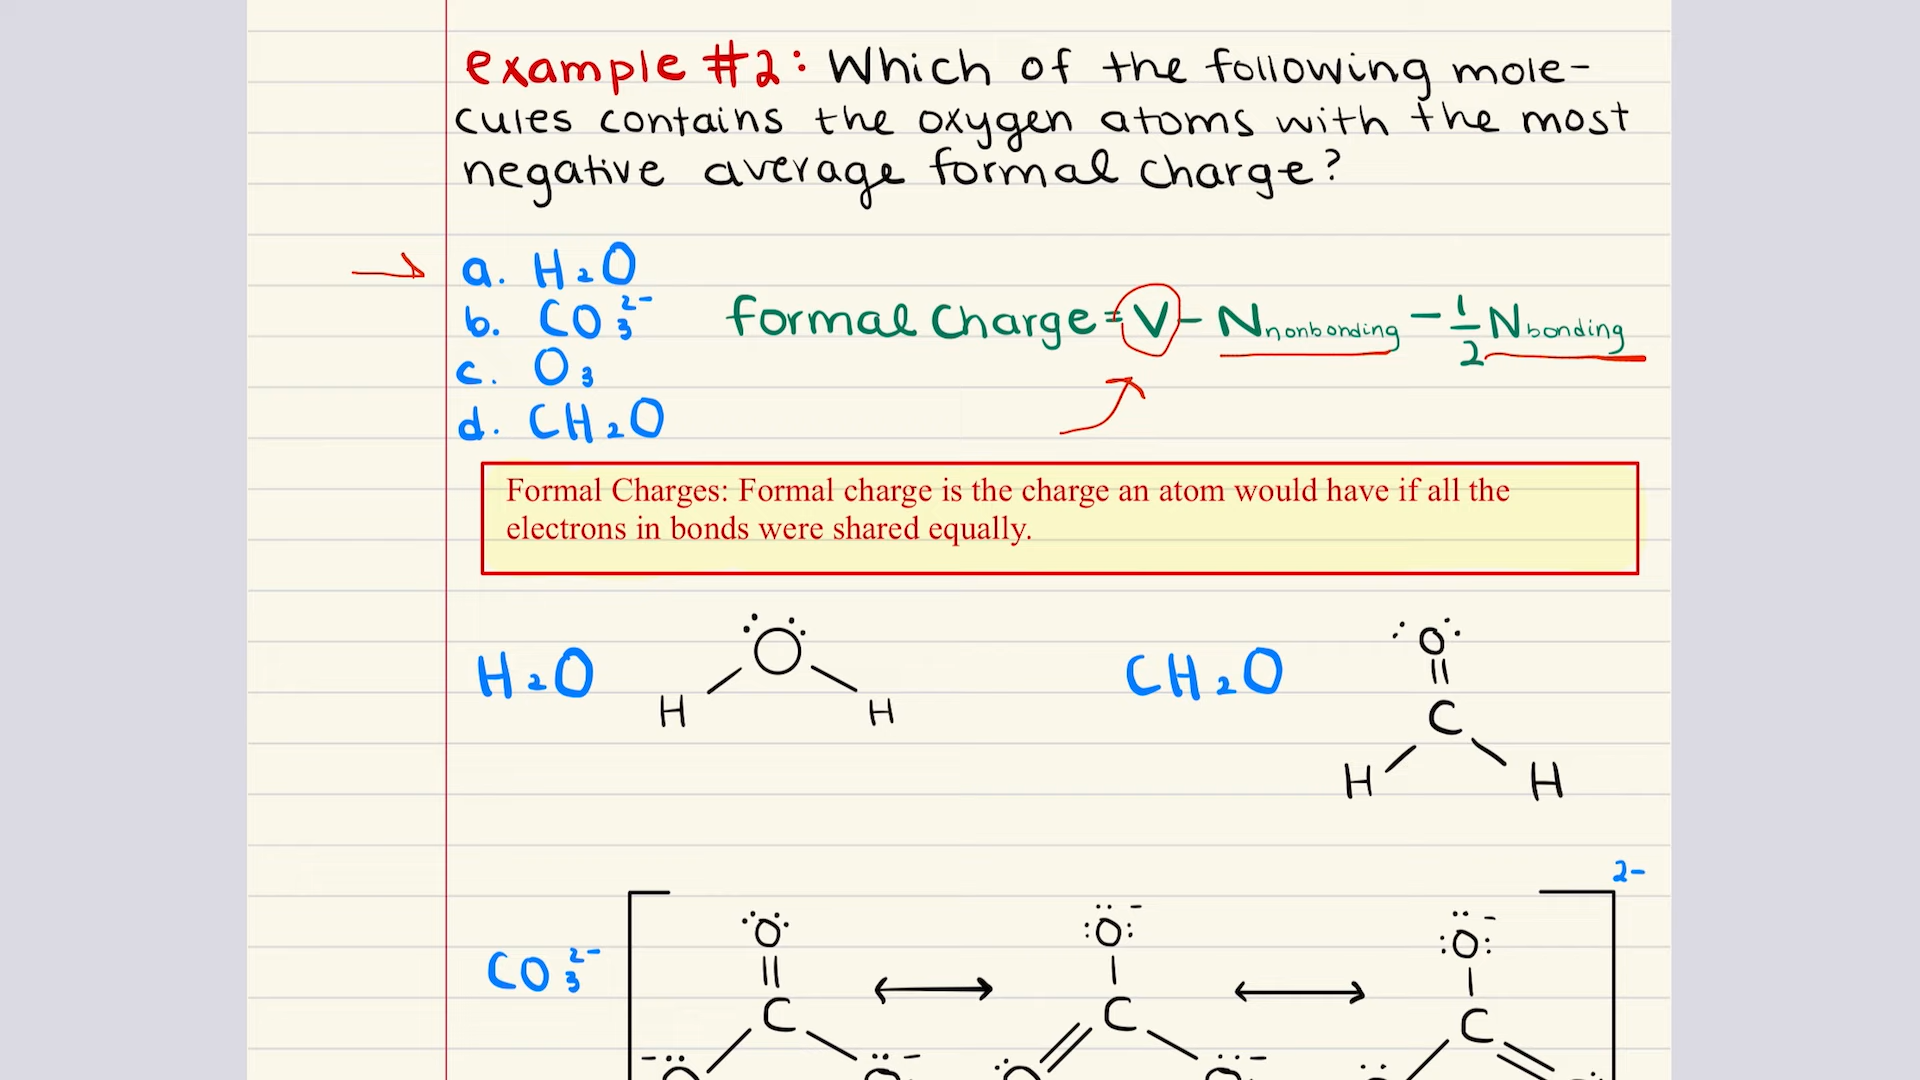 example #2: Which of the following mole-
cules contains the oxygen atoms with the most
negative average formal charge?
a. H₂O
b. CO₃²⁻
c. O₃
d. CH₂O
formal charge = V - N nonbonding - 1/2 N bonding
Formal Charges: Formal charge is the charge an atom would have if all the
electrons in bonds were shared equally.
H₂O
O
H H
CH₂O
O
C
H H
2-
CO₃²⁻
O O⁻ O⁻
C C C